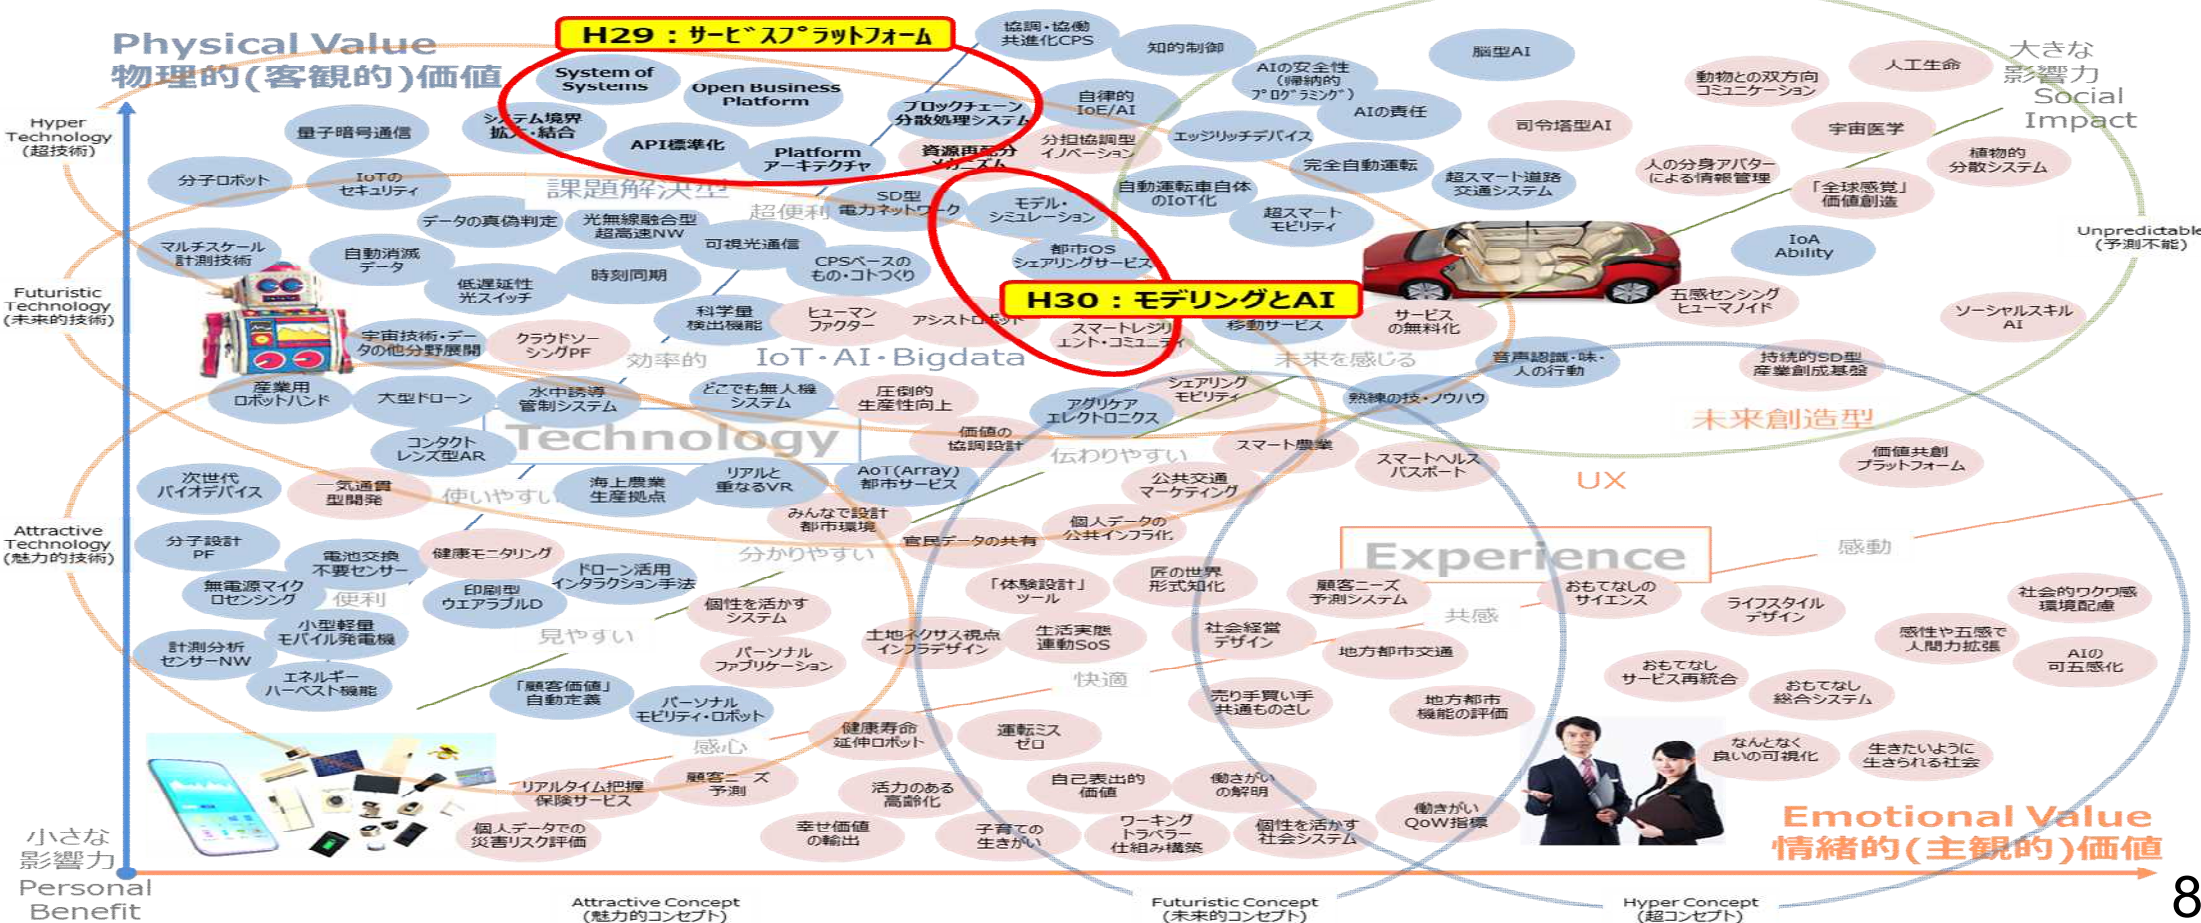 Physical Value
物理的(客観的)価値
H29：ｻｰﾋﾞｽﾌﾟﾗｯﾄﾌｫｰﾑ
System of
Systems
Open Business
Platform
システム境界
拡大・結合
API標準化
Platform
アーキテクチャ
ブロックチェーン
分散処理システム
資源再配分
メカニズム
協調・協働
共進化CPS
知的制御
自律的
IoE/AI
分担協調型
イノベーション
AIの安全性
(帰納的
ﾌﾟﾛｸﾞﾗﾐﾝｸﾞ)
AIの責任
エッジリッチデバイス
完全自動運転
脳型AI
司令塔型AI
動物との双方向
コミュニケーション
人工生命
大きな
影響力
Social
Impact
宇宙医学
植物的
分散システム
人の分身アバター
による情報管理
「全球感覚」
価値創造
Hyper
Technology
(超技術)
量子暗号通信
分子ロボット
IoTの
セキュリティ
課題解決型
超便利
SD型
電力ネットワーク
モデル・
シミュレーション
自動運転車自体
のIoT化
超スマート
モビリティ
超スマート道路
交通システム
IoA
Ability
Unpredictable
(予測不能)
データの真偽判定
光無線融合型
超高速NW
可視光通信
マルチスケール
計測技術
自動消滅
データ
低遅延性
光スイッチ
時刻同期
CPSベースの
もの・コトつくり
都市OS
シェアリングサービス
H30：モデリングとAI
Futuristic
Technology
(未来的技術)
宇宙技術・デー
タの他分野展開
クラウドソー
シングPF
科学量
検出機能
ヒューマン
ファクター
アシストロボット
スマートレジリ
エント・コミュニティ
移動サービス
サービス
の無料化
五感センシング
ヒューマノイド
ソーシャルスキル
AI
効率的
IoT・AI・Bigdata
未来を感じる
音声認識・味・
人の行動
持続的SD型
産業創成基盤
産業用
ロボットハンド
大型ドローン
水中誘導
管制システム
どこでも無人機
システム
圧倒的
生産性向上
アグリケア
エレクトロニクス
シェアリング
モビリティ
熟練の技・ノウハウ
未来創造型
コンタクト
レンズ型AR
Technology
価値の
協調設計
伝わりやすい
スマート農業
スマートヘルス
パスポート
UX
価値共創
プラットフォーム
次世代
バイオデバイス
一気通貫
型開発
使いやすい
海上農業
生産拠点
リアルと
重なるVR
AoT(Array)
都市サービス
公共交通
マーケティング
みんなで設計
都市環境
Attractive
Technology
(魅力的技術)
分子設計
PF
電池交換
不要センサー
健康モニタリング
分かりやすい
官民データの共有
個人データの
公共インフラ化
Experience
感動
無電源マイク
ロセンシング
便利
印刷型
ウエアラブルD
ドローン活用
インタラクション手法
個性を活かす
システム
「体験設計」
ツール
匠の世界
形式知化
顧客ニーズ
予測システム
共感
おもてなしの
サイエンス
ライフスタイル
デザイン
社会的ワクワク感
環境配慮
小型軽量
モバイル発電機
見やすい
計測分析
センサーNW
エネルギー
ハーベスト機能
パーソナル
ファブリケーション
土地ネクサス視点
インフラデザイン
生活実態
連動SoS
社会経営
デザイン
地方都市交通
感性や五感で
人間力拡張
AIの
可五感化
「顧客価値」
自動定義
パーソナル
モビリティ・ロボット
快適
売り手買い手
共通ものさし
地方都市
機能の評価
おもてなし
サービス再統合
おもてなし
総合システム
感心
健康寿命
延伸ロボット
運転ミス
ゼロ
なんとなく
良いの可視化
生きたいように
生きられる社会
リアルタイム把握
保険サービス
顧客ニーズ
予測
活力のある
高齢化
自己表出的
価値
働きがい
の解明
働きがい
QoW指標
個人データでの
災害リスク評価
幸せ価値
の輸出
子育ての
生きがい
ワーキング
トラベラー
仕組み構築
個性を活かす
社会システム
Emotional Value
情緒的(主観的)価値
小さな
影響力
Personal
Benefit
Attractive Concept
(魅力的コンセプト)
Futuristic Concept
(未来的コンセプト)
Hyper Concept
(超コンセプト)
8